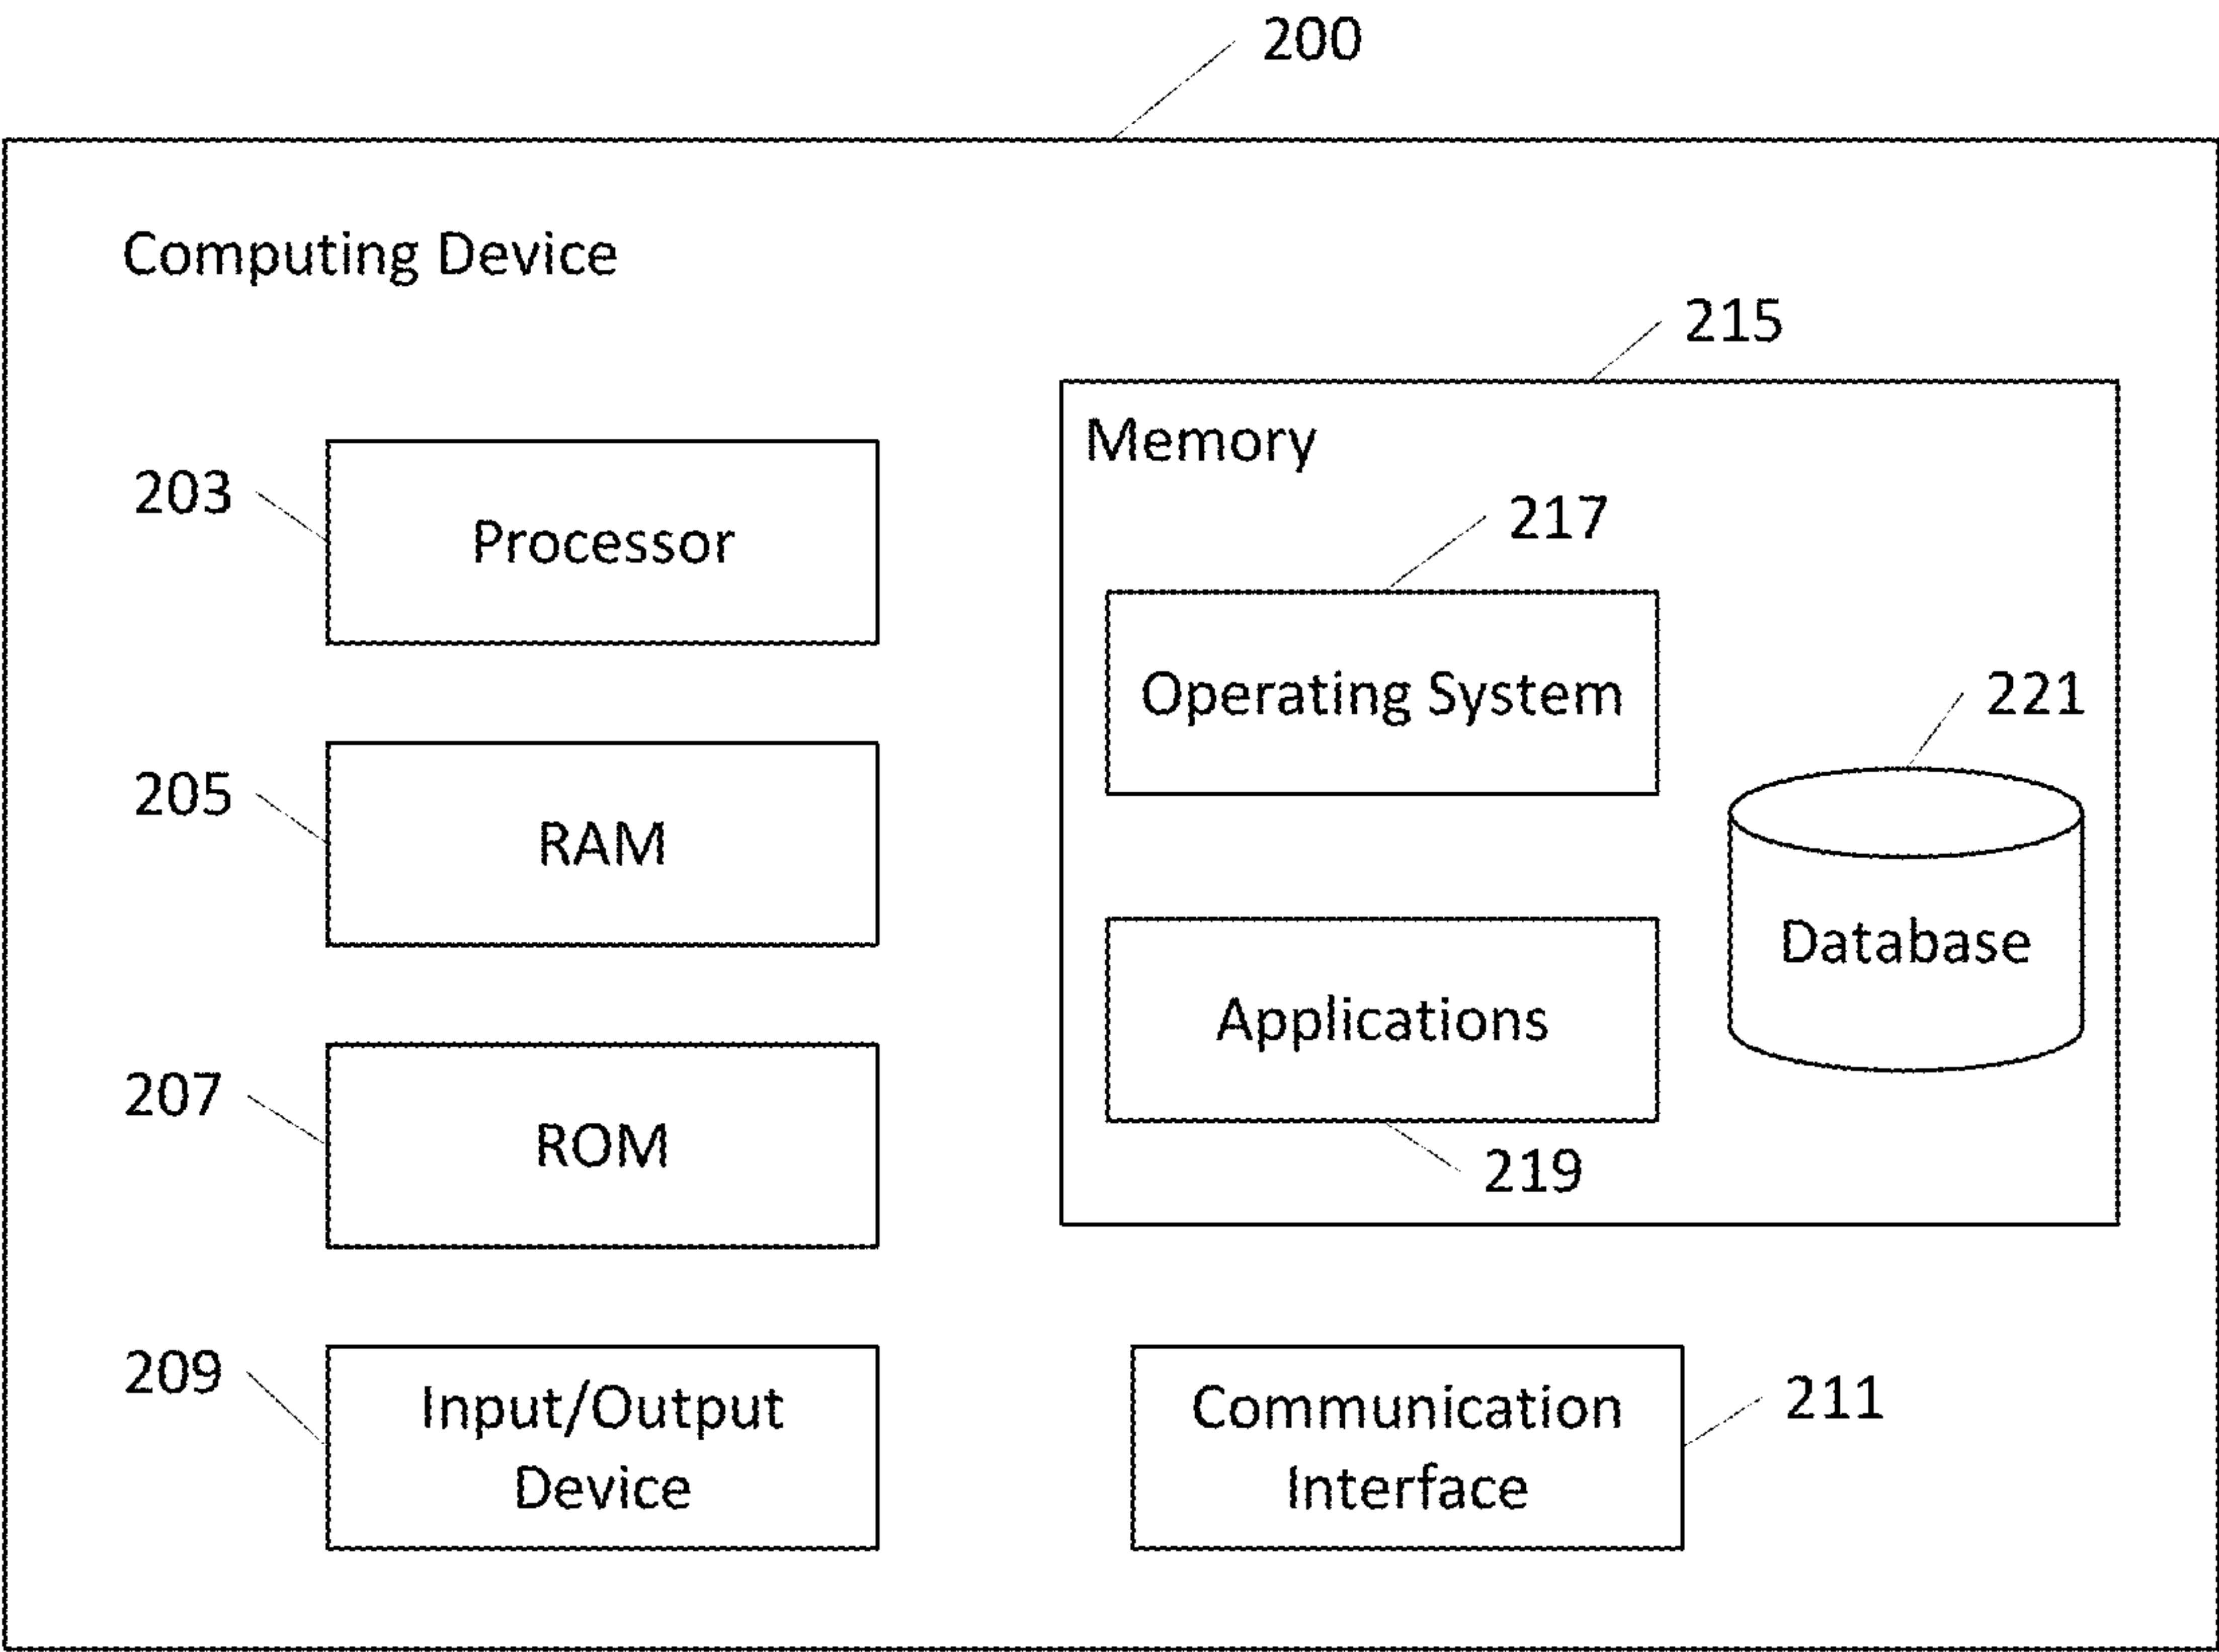 200
Computing Device
215
Memory
203
Processor
217
Operating System
221
205
RAM
Database
Applications
207
ROM
219
209
Input/Output
Device
Communication
Interface
211